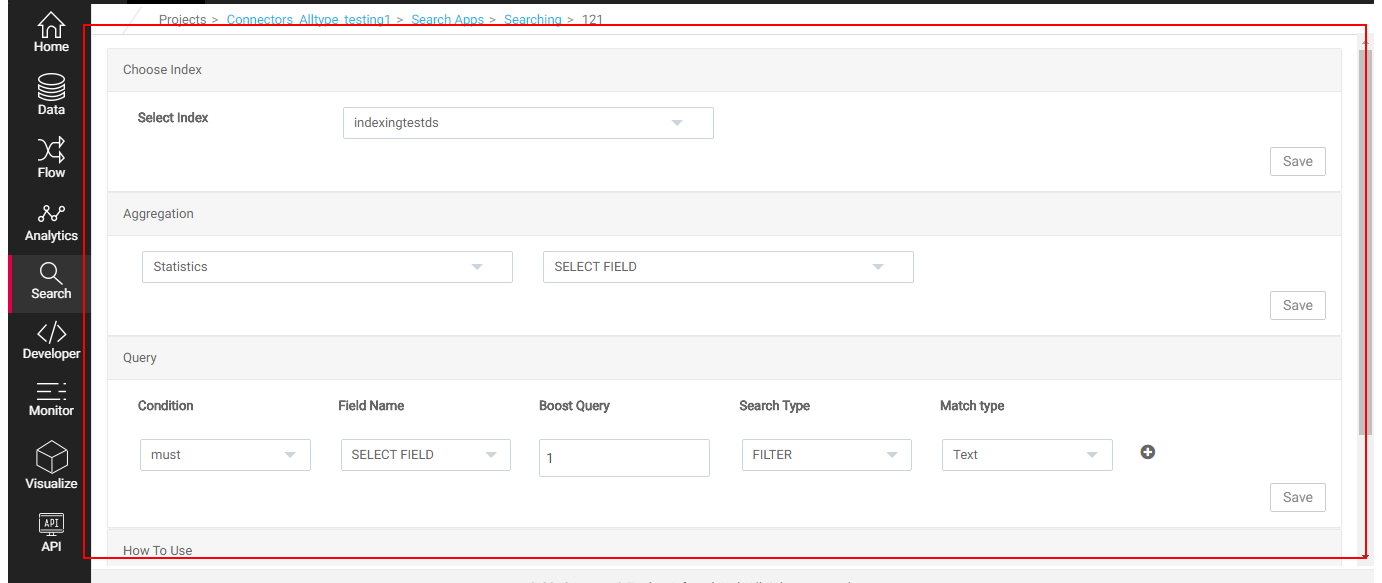 Projects > Connectors_Alltype_testing1 > Search Apps > Searching > 121
Home
Data
Flow
Analytics
Search
Developer
Monitor
Visualize
API
API
Choose Index
Select Index
indexingtestds
Save
Aggregation
Statistics
SELECT FIELD
Save
Query
Condition
Field Name
Boost Query
Search Type
Match type
must
SELECT FIELD
1
FILTER
Text
Save
How To Use